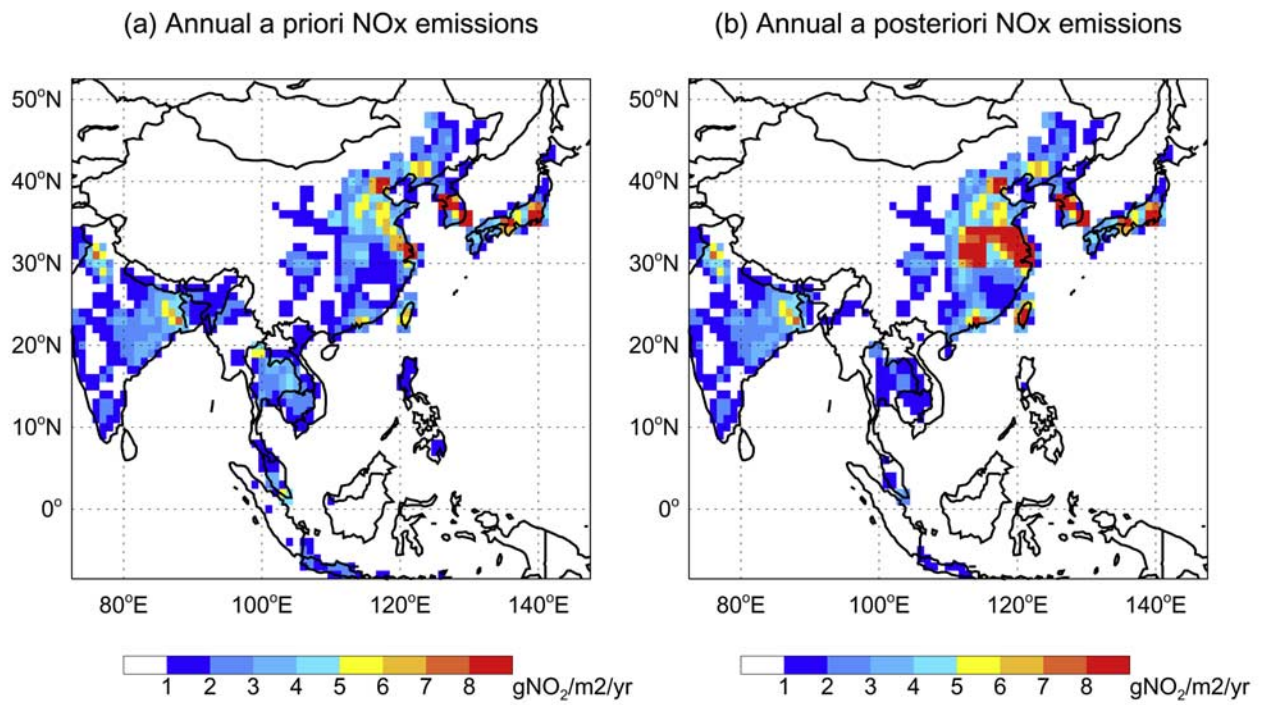 (a) Annual a priori NOx emissions
(b) Annual a posteriori NOx emissions
50°N
40°N
30°N
20°N
10°N
0°
80°E 100°E 120°E 140°E
50°N
40°N
30°N
20°N
10°N
0°
80°E 100°E 120°E 140°E
1 2 3 4 5 6 7 8 gNO₂/m2/yr
1 2 3 4 5 6 7 8 gNO₂/m2/yr